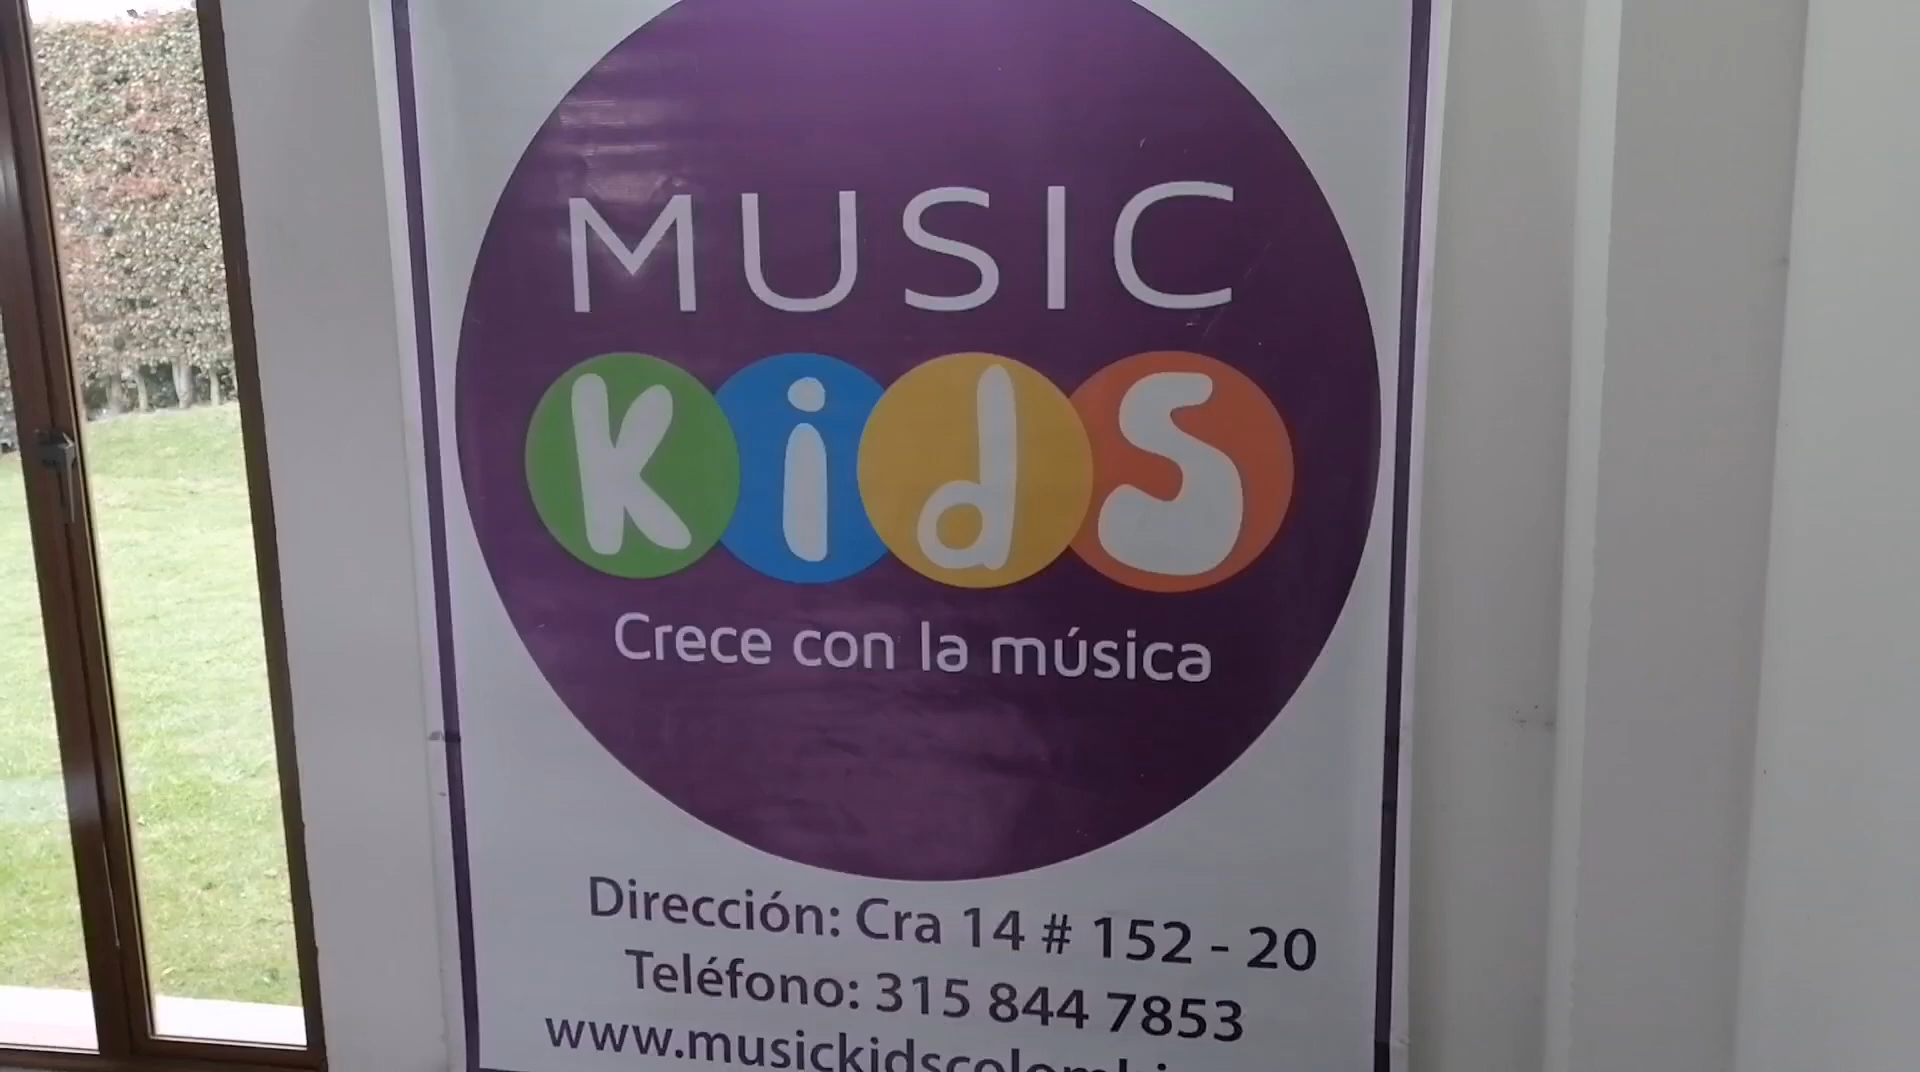 MUSIC
kids
Crece con la música
Dirección: Cra 14 # 152 - 20
Teléfono: 315 844 7853